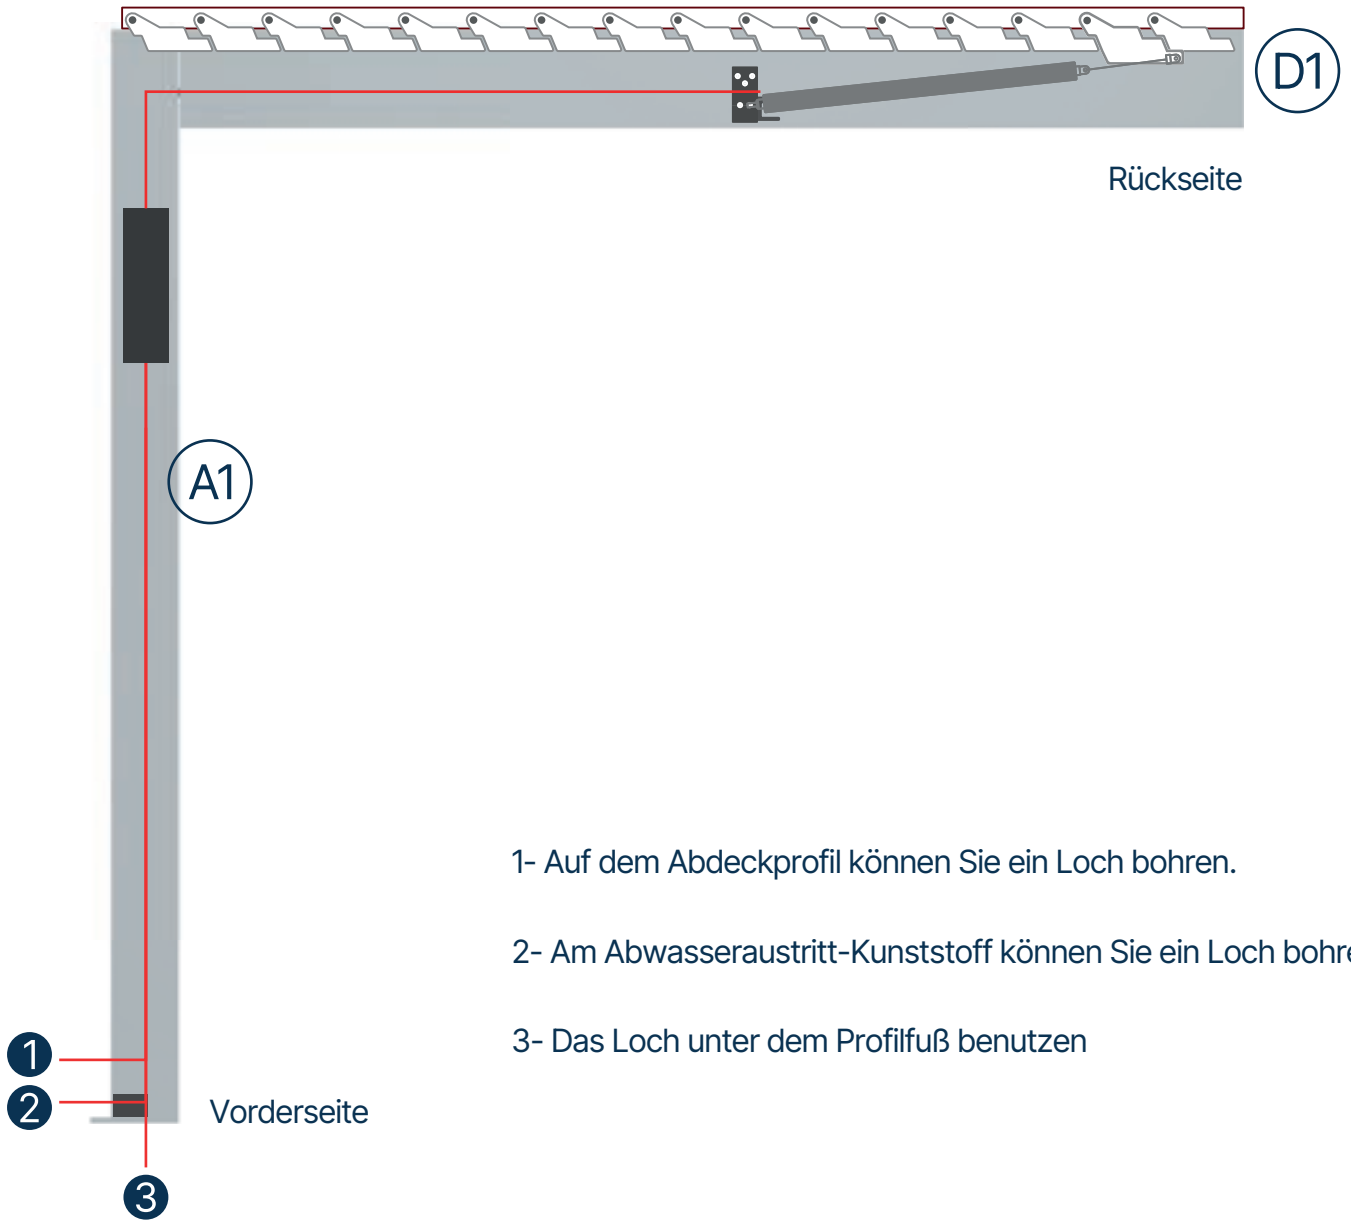 D1
Rückseite
A1
1- Auf dem Abdeckprofil können Sie ein Loch bohren.
2- Am Abwasseraustritt-Kunststoff können Sie ein Loch
3- Das Loch unter dem Profilfuß benutzen
1
2
Vorderseite
3